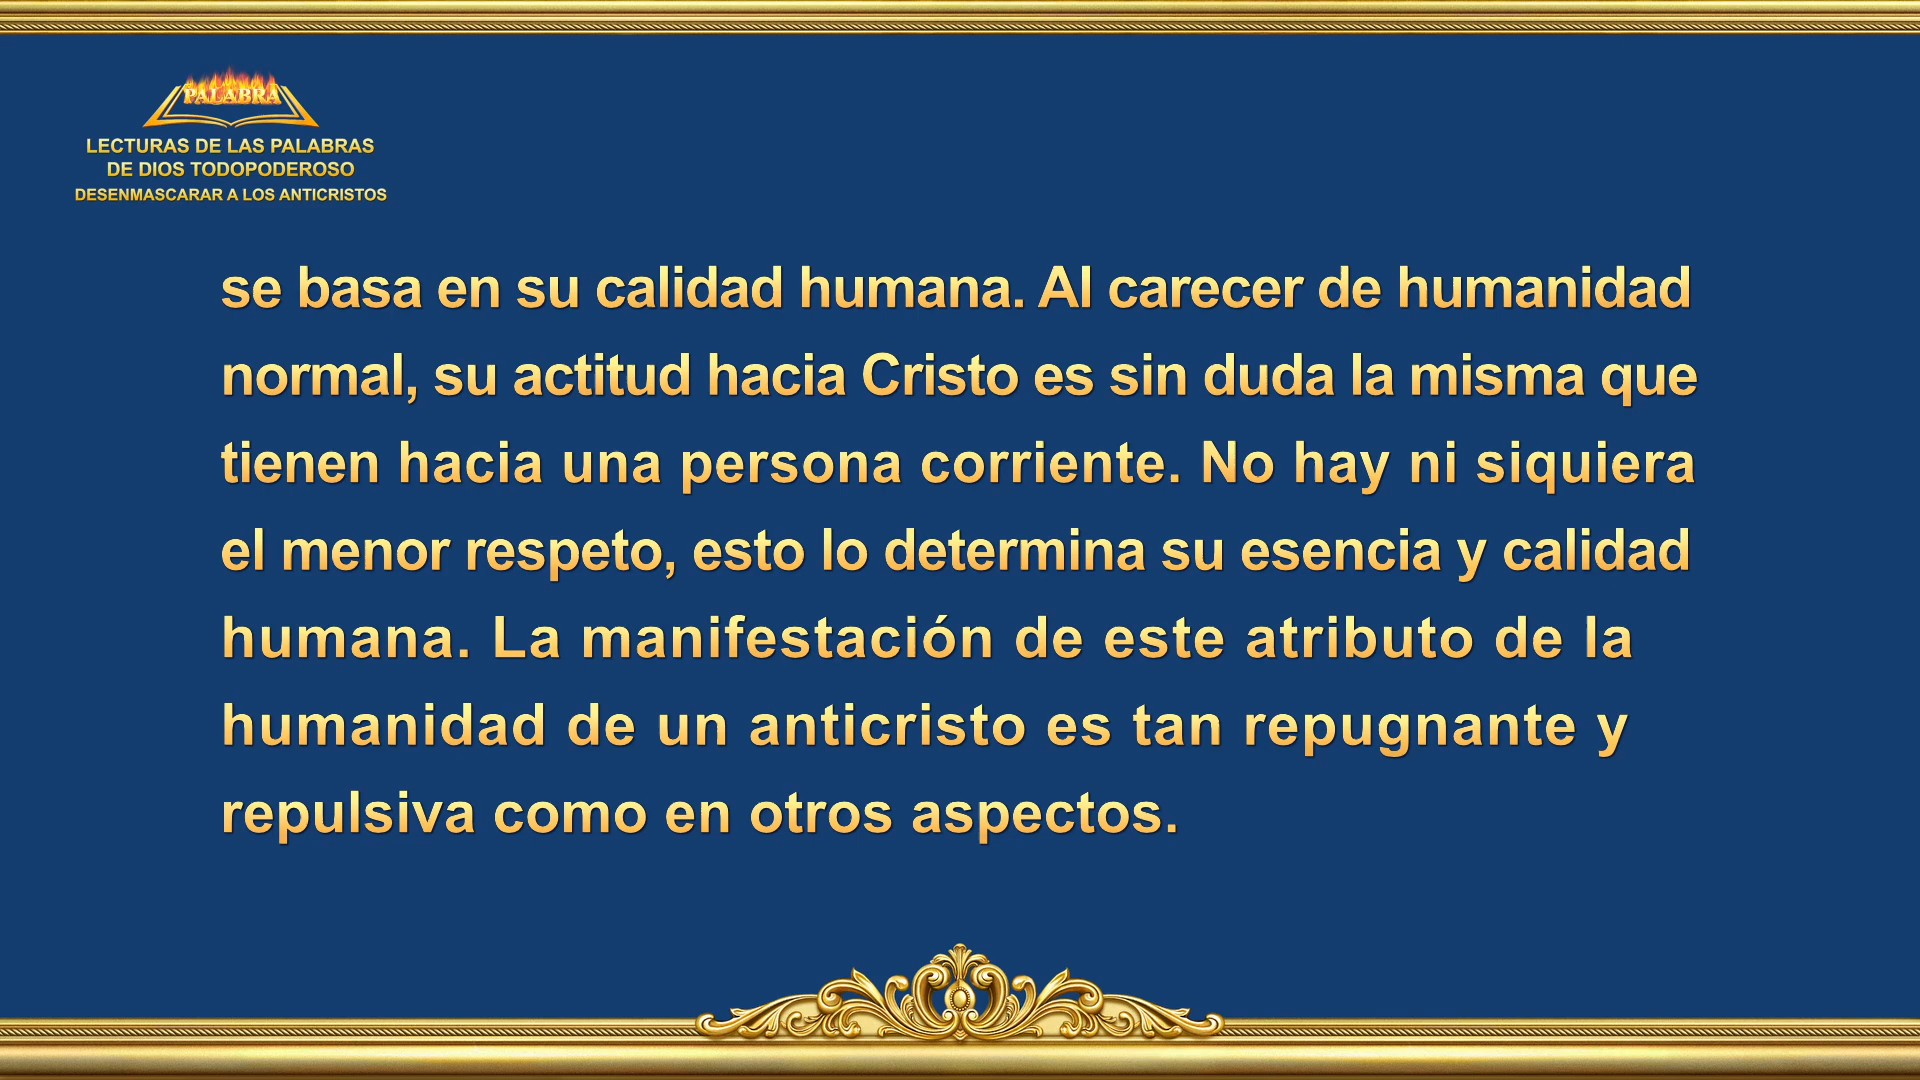 PALABRA
LECTURAS DE LAS PALABRAS
DE DIOS TODOPODEROSO
DESENMASCARAR A LOS ANTICRISTOS
se basa en su calidad humana. Al carecer de humanidad
normal, su actitud hacia Cristo es sin duda la misma que
tienen hacia una persona corriente. No hay ni siquiera
el menor respeto, esto lo determina su esencia y calidad
humana. La manifestación de este atributo de la
humanidad de un anticristo es tan repugnante y
repulsiva como en otros aspectos.